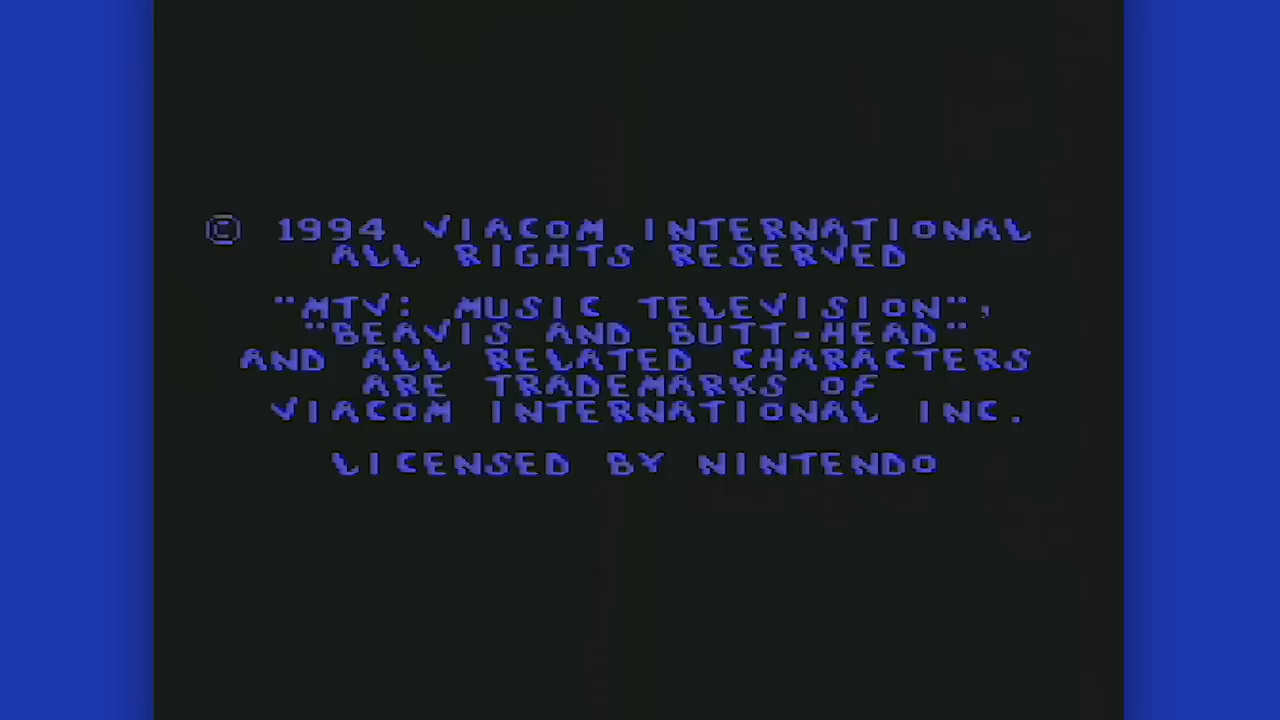 © 1994 VIACOM INTERNATIONAL
ALL RIGHTS RESERVED
"MTV: MUSIC TELEVISION",
"BEAVIS AND BUTT-HEAD"
AND ALL RELATED CHARACTERS
ARE TRADEMARKS OF
VIACOM INTERNATIONAL INC.
LICENSED BY NINTENDO